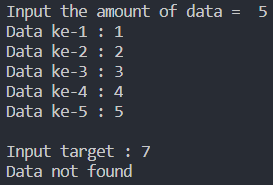 Input the amount of data =  5
Data ke-1 : 1
Data ke-2 : 2
Data ke-3 : 3
Data ke-4 : 4
Data ke-5 : 5
Input target : 7
Data not found